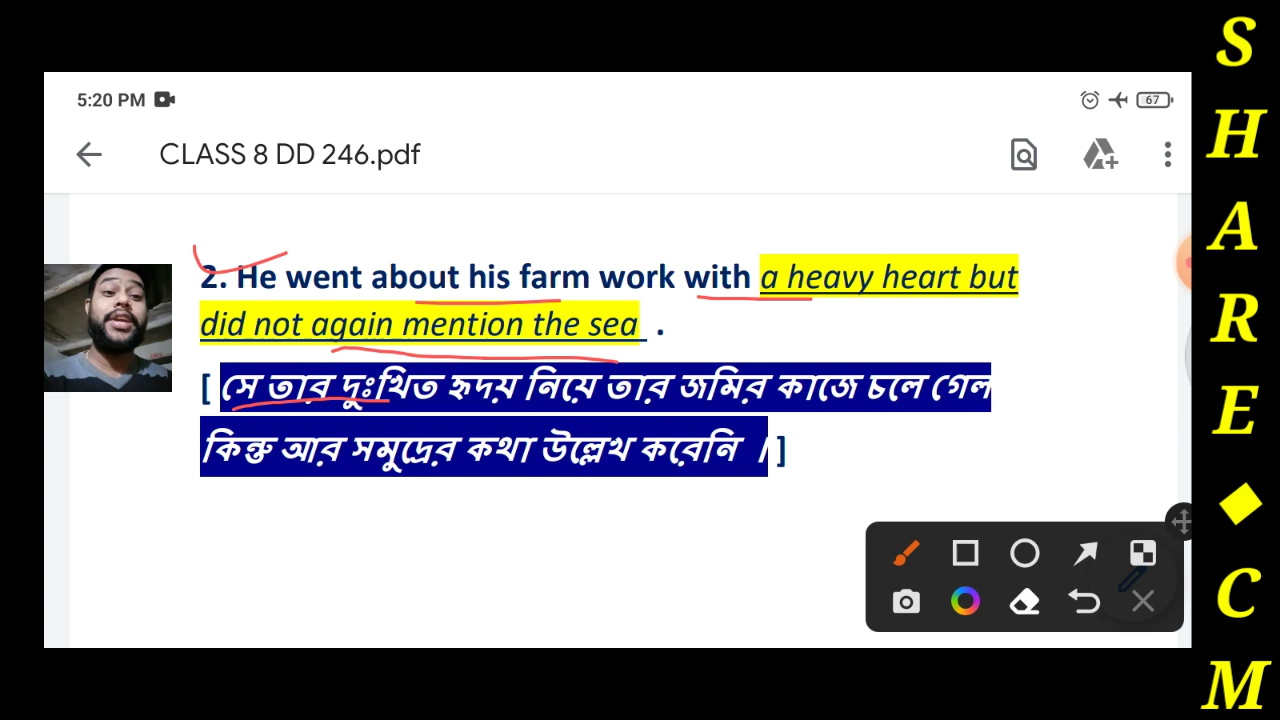 5:20 PM
67
CLASS 8 DD 246.pdf
2. He went about his farm work with a heavy heart but
did not again mention the sea .
[ সে তার দুঃখিত হৃদয় নিয়ে তার জমির কাজে চলে গেল
কিন্তু আর সমুদ্রের কথা উল্লেখ করেনি । ]
S
H
A
R
E
◆
C
M